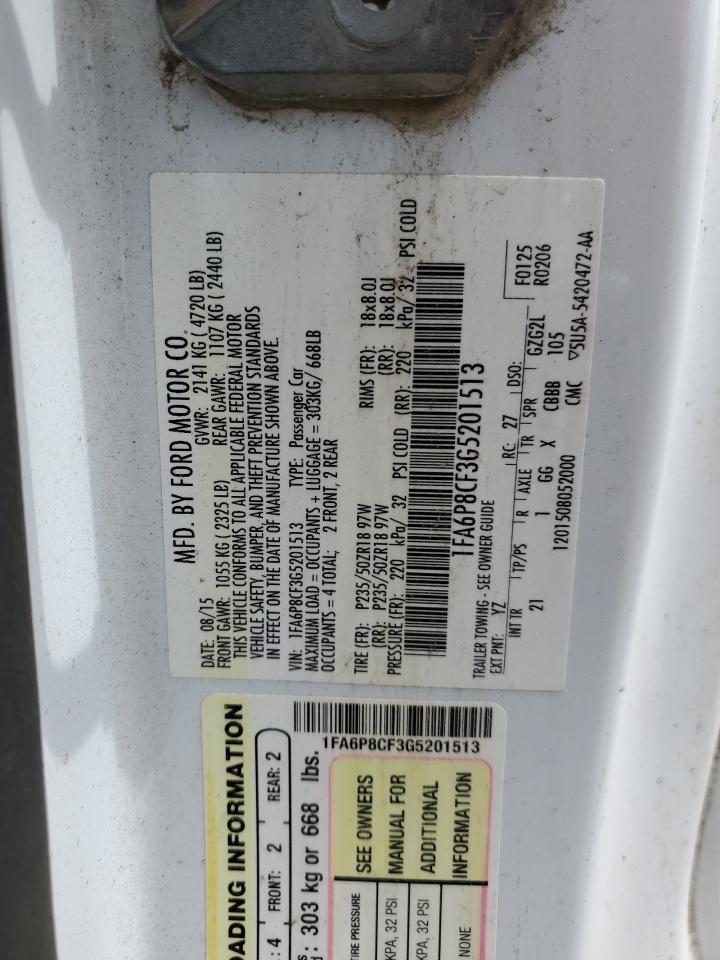 MFD. BY FORD MOTOR CO.
DATE: 08/15 GVWR: 2141 KG ( 4720 LB)
FRONT GAWR: 1055 KG ( 2325 LB) REAR GAWR: 1107 KG ( 2440 LB)
THIS VEHICLE CONFORMS TO ALL APPLICABLE FEDERAL MOTOR
VEHICLE SAFETY, BUMPER, AND THEFT PREVENTION STANDARDS
IN EFFECT ON THE DATE OF MANUFACTURE SHOWN ABOVE.
VIN: 1FA6P8CF3G5201513 TYPE: Passenger Car
MAXIMUM LOAD = OCCUPANTS + LUGGAGE = 303KG/ 668LB
OCCUPANTS = 4 TOTAL; 2 FRONT, 2 REAR
TIRE (FR): P235/50ZR18 97W RIMS (FR): 18x8.0J
(RR): P235/50ZR18 97W (RR): 18x8.0J
PRESSURE (FR): 220 kPa/ 32 PSI COLD (RR): 220 kPa/ 32 PSI COLD
1FA6P8CF3G5201513
TRAILER TOWING - SEE OWNER GUIDE
EXT PNT: YZ RC: 27 DSO: F0125
R0206
INT TR TP/PS R AXLE TR SPR GZG2L
21 1 GG X CBBB 105
1201508052000 CMC ▽5U5A-5420472-AA
OADING INFORMATION
: 4 FRONT: 2 REAR: 2
: 303 kg or 668 lbs.
1FA6P8CF3G5201513
TIRE PRESSURE SEE OWNERS
KPA, 32 PSI MANUAL FOR
KPA, 32 PSI ADDITIONAL
NONE INFORMATION